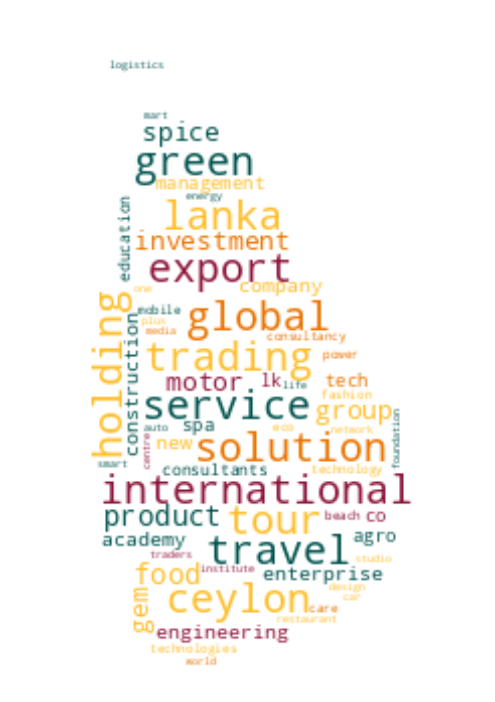 logistics
mart
spice
green
management
energy
education
lanka
investment
export
one
company
holding
mobile
global
plus
media
construction
consultancy
trading
power
motor lk life tech
fashion
service
group
foundation
auto spa eco network
centre
new solution
smart
consultants technology
international
product tour beach co
academy travel agro
traders studio
food institute enterprise
gem
design
ceylon car
care
restaurant
engineering
technologies
world